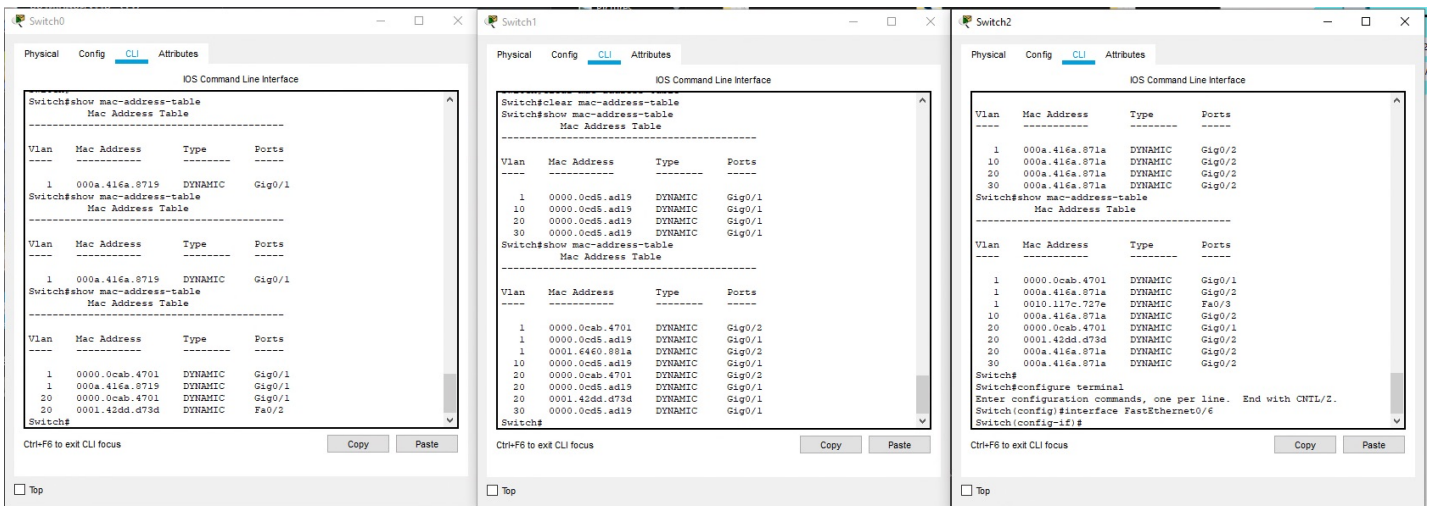 Switch0
Physical Config CLI Attributes
IOS Command Line Interface
Switch#show mac-address-table
Mac Address Table
-------------------------------------------
Vlan Mac Address Type Ports
---- ----------- -------- -----
1 000a.416a.8719 DYNAMIC Gig0/1
Switch#show mac-address-table
Mac Address Table
-------------------------------------------
Vlan Mac Address Type Ports
---- ----------- -------- -----
1 000a.416a.8719 DYNAMIC Gig0/1
Switch#show mac-address-table
Mac Address Table
-------------------------------------------
Vlan Mac Address Type Ports
---- ----------- -------- -----
1 0000.0cab.4701 DYNAMIC Gig0/1
1 000a.416a.8719 DYNAMIC Gig0/1
20 0000.0cab.4701 DYNAMIC Gig0/1
20 0001.42dd.d73d DYNAMIC Fa0/2
Switch#
Ctrl+F6 to exit CLI focus
Copy Paste
Top
Switch1
Physical Config CLI Attributes
IOS Command Line Interface
Switch#clear mac-address-table
Switch#show mac-address-table
Mac Address Table
-------------------------------------------
Vlan Mac Address Type Ports
---- ----------- -------- -----
1 0000.0cd5.ad19 DYNAMIC Gig0/1
10 0000.0cd5.ad19 DYNAMIC Gig0/1
20 0000.0cd5.ad19 DYNAMIC Gig0/1
30 0000.0cd5.ad19 DYNAMIC Gig0/1
Switch#show mac-address-table
Mac Address Table
-------------------------------------------
Vlan Mac Address Type Ports
---- ----------- -------- -----
1 0000.0cab.4701 DYNAMIC Gig0/2
1 0000.0cd5.ad19 DYNAMIC Gig0/1
1 0001.6460.881a DYNAMIC Gig0/2
10 0000.0cd5.ad19 DYNAMIC Gig0/1
20 0000.0cab.4701 DYNAMIC Gig0/2
20 0000.0cd5.ad19 DYNAMIC Gig0/1
20 0001.42dd.d73d DYNAMIC Gig0/1
30 0000.0cd5.ad19 DYNAMIC Gig0/1
Switch#
Ctrl+F6 to exit CLI focus
Copy Paste
Top
Switch2
Physical Config CLI Attributes
IOS Command Line Interface
Vlan Mac Address Type Ports
---- ----------- -------- -----
1 000a.416a.871a DYNAMIC Gig0/2
10 000a.416a.871a DYNAMIC Gig0/2
20 000a.416a.871a DYNAMIC Gig0/2
30 000a.416a.871a DYNAMIC Gig0/2
Switch#show mac-address-table
Mac Address Table
-------------------------------------------
Vlan Mac Address Type Ports
---- ----------- -------- -----
1 0000.0cab.4701 DYNAMIC Gig0/1
1 000a.416a.871a DYNAMIC Gig0/2
1 0010.117c.727e DYNAMIC Fa0/3
10 000a.416a.871a DYNAMIC Gig0/2
20 0000.0cab.4701 DYNAMIC Gig0/1
20 0001.42dd.d73d DYNAMIC Gig0/2
20 000a.416a.871a DYNAMIC Gig0/2
30 000a.416a.871a DYNAMIC Gig0/2
Switch#
Switch#configure terminal
Enter configuration commands, one per line. End with CNTL/Z.
Switch(config)#interface FastEthernet0/6
Switch(config-if)#
Ctrl+F6 to exit CLI focus
Copy Paste
Top